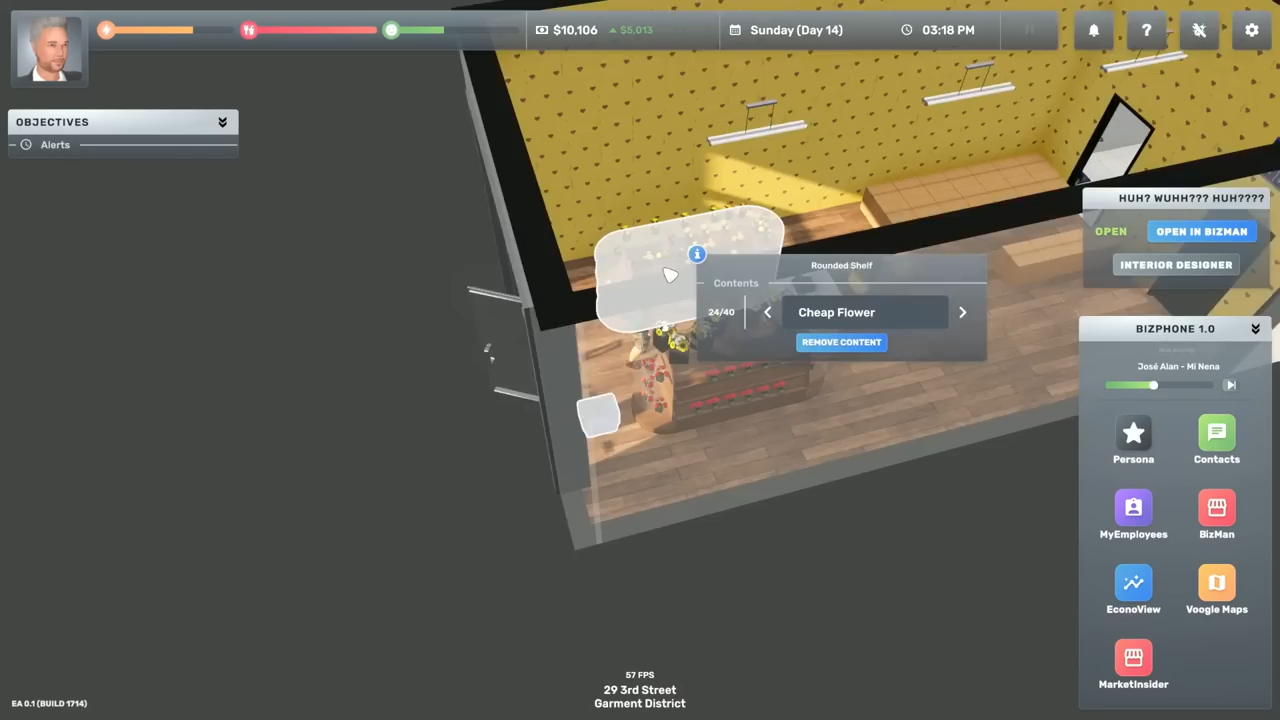 $10,106
$5,013
Sunday (Day 14)
03:18 PM
?
OBJECTIVES
Alerts
HUH? WUHH??? HUH????
OPEN
OPEN IN BIZMAN
INTERIOR DESIGNER
i
Rounded Shelf
Contents
24/40
Cheap Flower
REMOVE CONTENT
BIZPHONE 1.0
José Alan - Mi Nena
Persona
Contacts
MyEmployees
BizMan
EconoView
Voogle Maps
MarketInsider
57 FPS
29 3rd Street
Garment District
EA 0.1 (BUILD 1714)